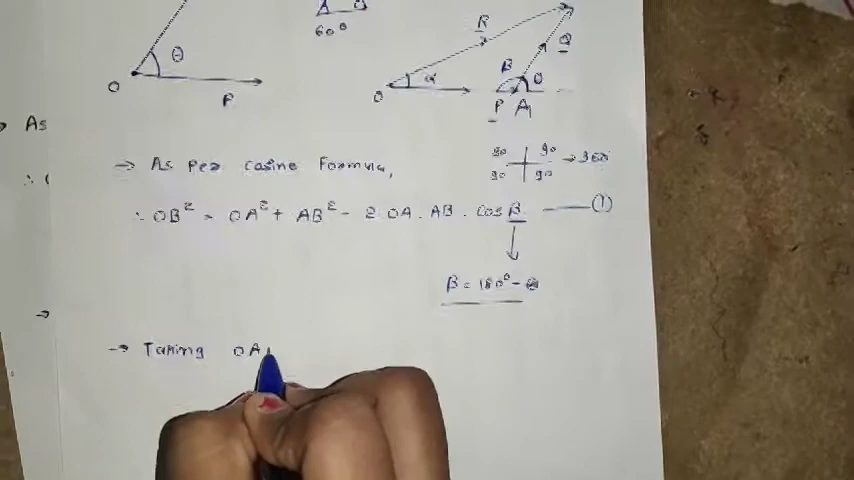 A
60°
θ
O
P
R
Q
α
β
θ
O
P
A
→ As
→ As Per cosine Formula,
90 90 → 360
90 90
∴ OB² = OA² + AB² - 2 OA . AB . cos β —— ①
β = 180° - θ
→ Taking OA